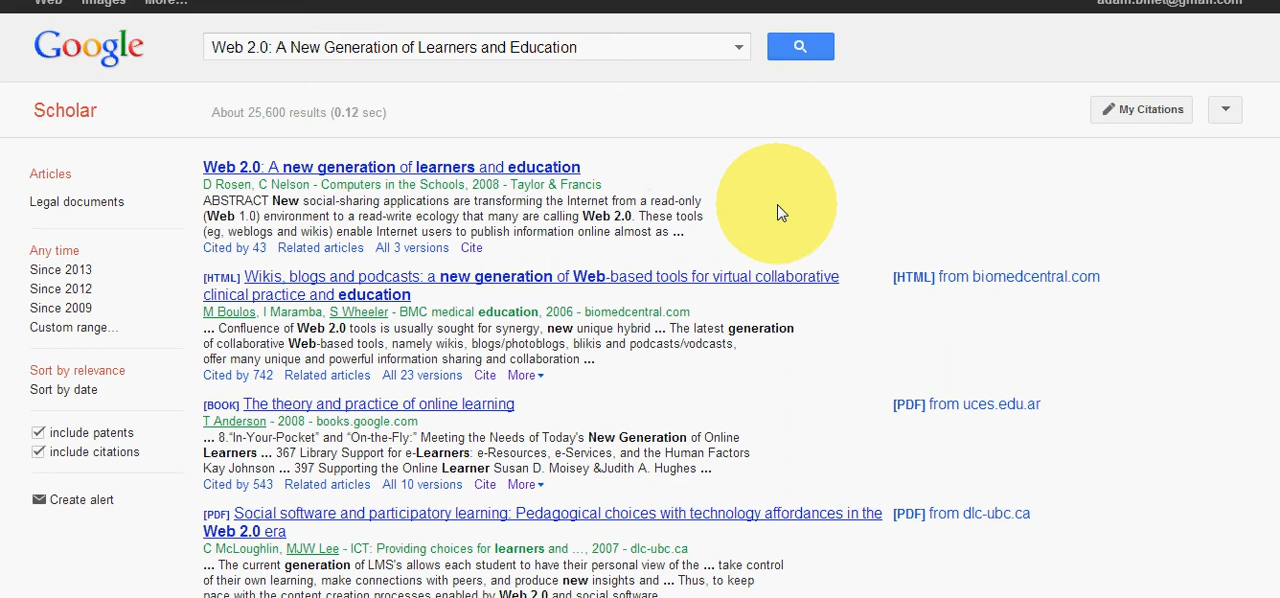 Web Images More... adam.binet@gmail.com
Google Web 2.0: A New Generation of Learners and Education
Scholar About 25,600 results (0.12 sec) My Citations
Articles
Legal documents
Any time
Since 2013
Since 2012
Since 2009
Custom range...
Sort by relevance
Sort by date
include patents
include citations
Create alert
Web 2.0: A new generation of learners and education
D Rosen, C Nelson - Computers in the Schools, 2008 - Taylor & Francis
ABSTRACT New social-sharing applications are transforming the Internet from a read-only
(Web 1.0) environment to a read-write ecology that many are calling Web 2.0. These tools
(eg, weblogs and wikis) enable Internet users to publish information online almost as ...
Cited by 43 Related articles All 3 versions Cite
[HTML] Wikis, blogs and podcasts: a new generation of Web-based tools for virtual collaborative
clinical practice and education
[HTML] from biomedcentral.com
M Boulos, I Maramba, S Wheeler - BMC medical education, 2006 - biomedcentral.com
... Confluence of Web 2.0 tools is usually sought for synergy, new unique hybrid ... The latest generation
of collaborative Web-based tools, namely wikis, blogs/photoblogs, blikis and podcasts/vodcasts,
offer many unique and powerful information sharing and collaboration ...
Cited by 742 Related articles All 23 versions Cite More
[BOOK] The theory and practice of online learning
[PDF] from uces.edu.ar
T Anderson - 2008 - books.google.com
... 8.“In-Your-Pocket” and “On-the-Fly:” Meeting the Needs of Today's New Generation of Online
Learners ... 367 Library Support for e-Learners: e-Resources, e-Services, and the Human Factors
Kay Johnson ... 397 Supporting the Online Learner Susan D. Moisey &Judith A. Hughes ...
Cited by 543 Related articles All 10 versions Cite More
[PDF] Social software and participatory learning: Pedagogical choices with technology affordances in the
Web 2.0 era
[PDF] from dlc-ubc.ca
C McLoughlin, MJW Lee - ICT: Providing choices for learners and ..., 2007 - dlc-ubc.ca
... The current generation of LMS's allows each student to have their personal view of the ... take control
of their own learning, make connections with peers, and produce new insights and ... Thus, to keep
pace with the content creation processes enabled by Web 2.0 and social software